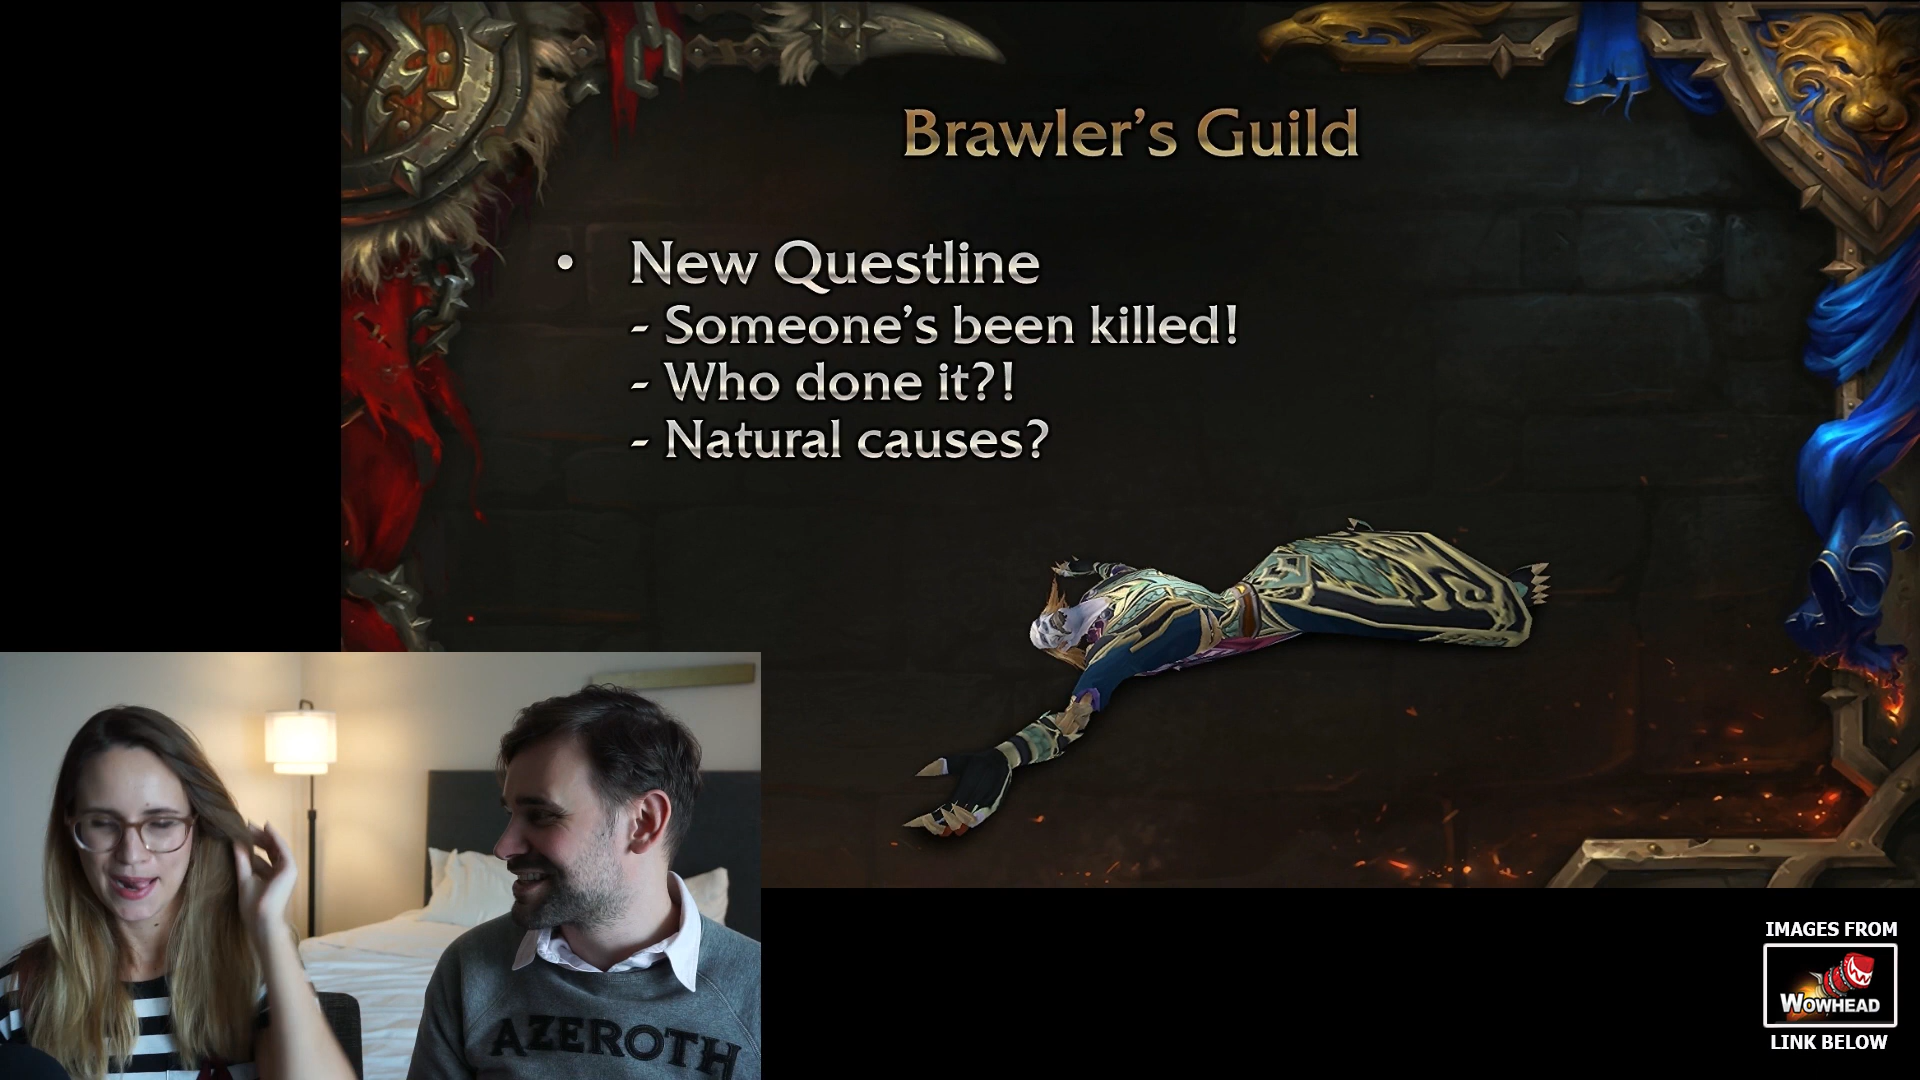 Brawler's Guild
• New Questline
- Someone's been killed!
- Who done it?!
- Natural causes?
AZEROTH
IMAGES FROM
WOWHEAD
LINK BELOW